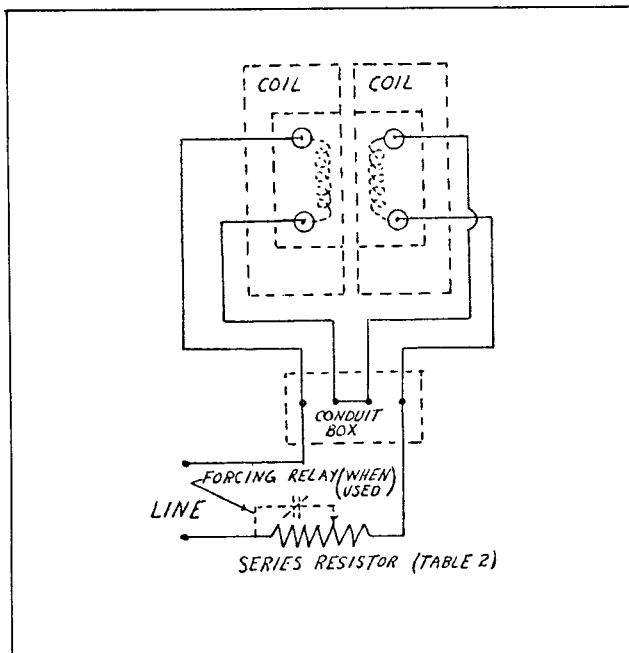 COIL
COIL
CONDUIT
BOX
FORCING RELAY (WHEN
USED)
LINE
SERIES RESISTOR (TABLE 2)